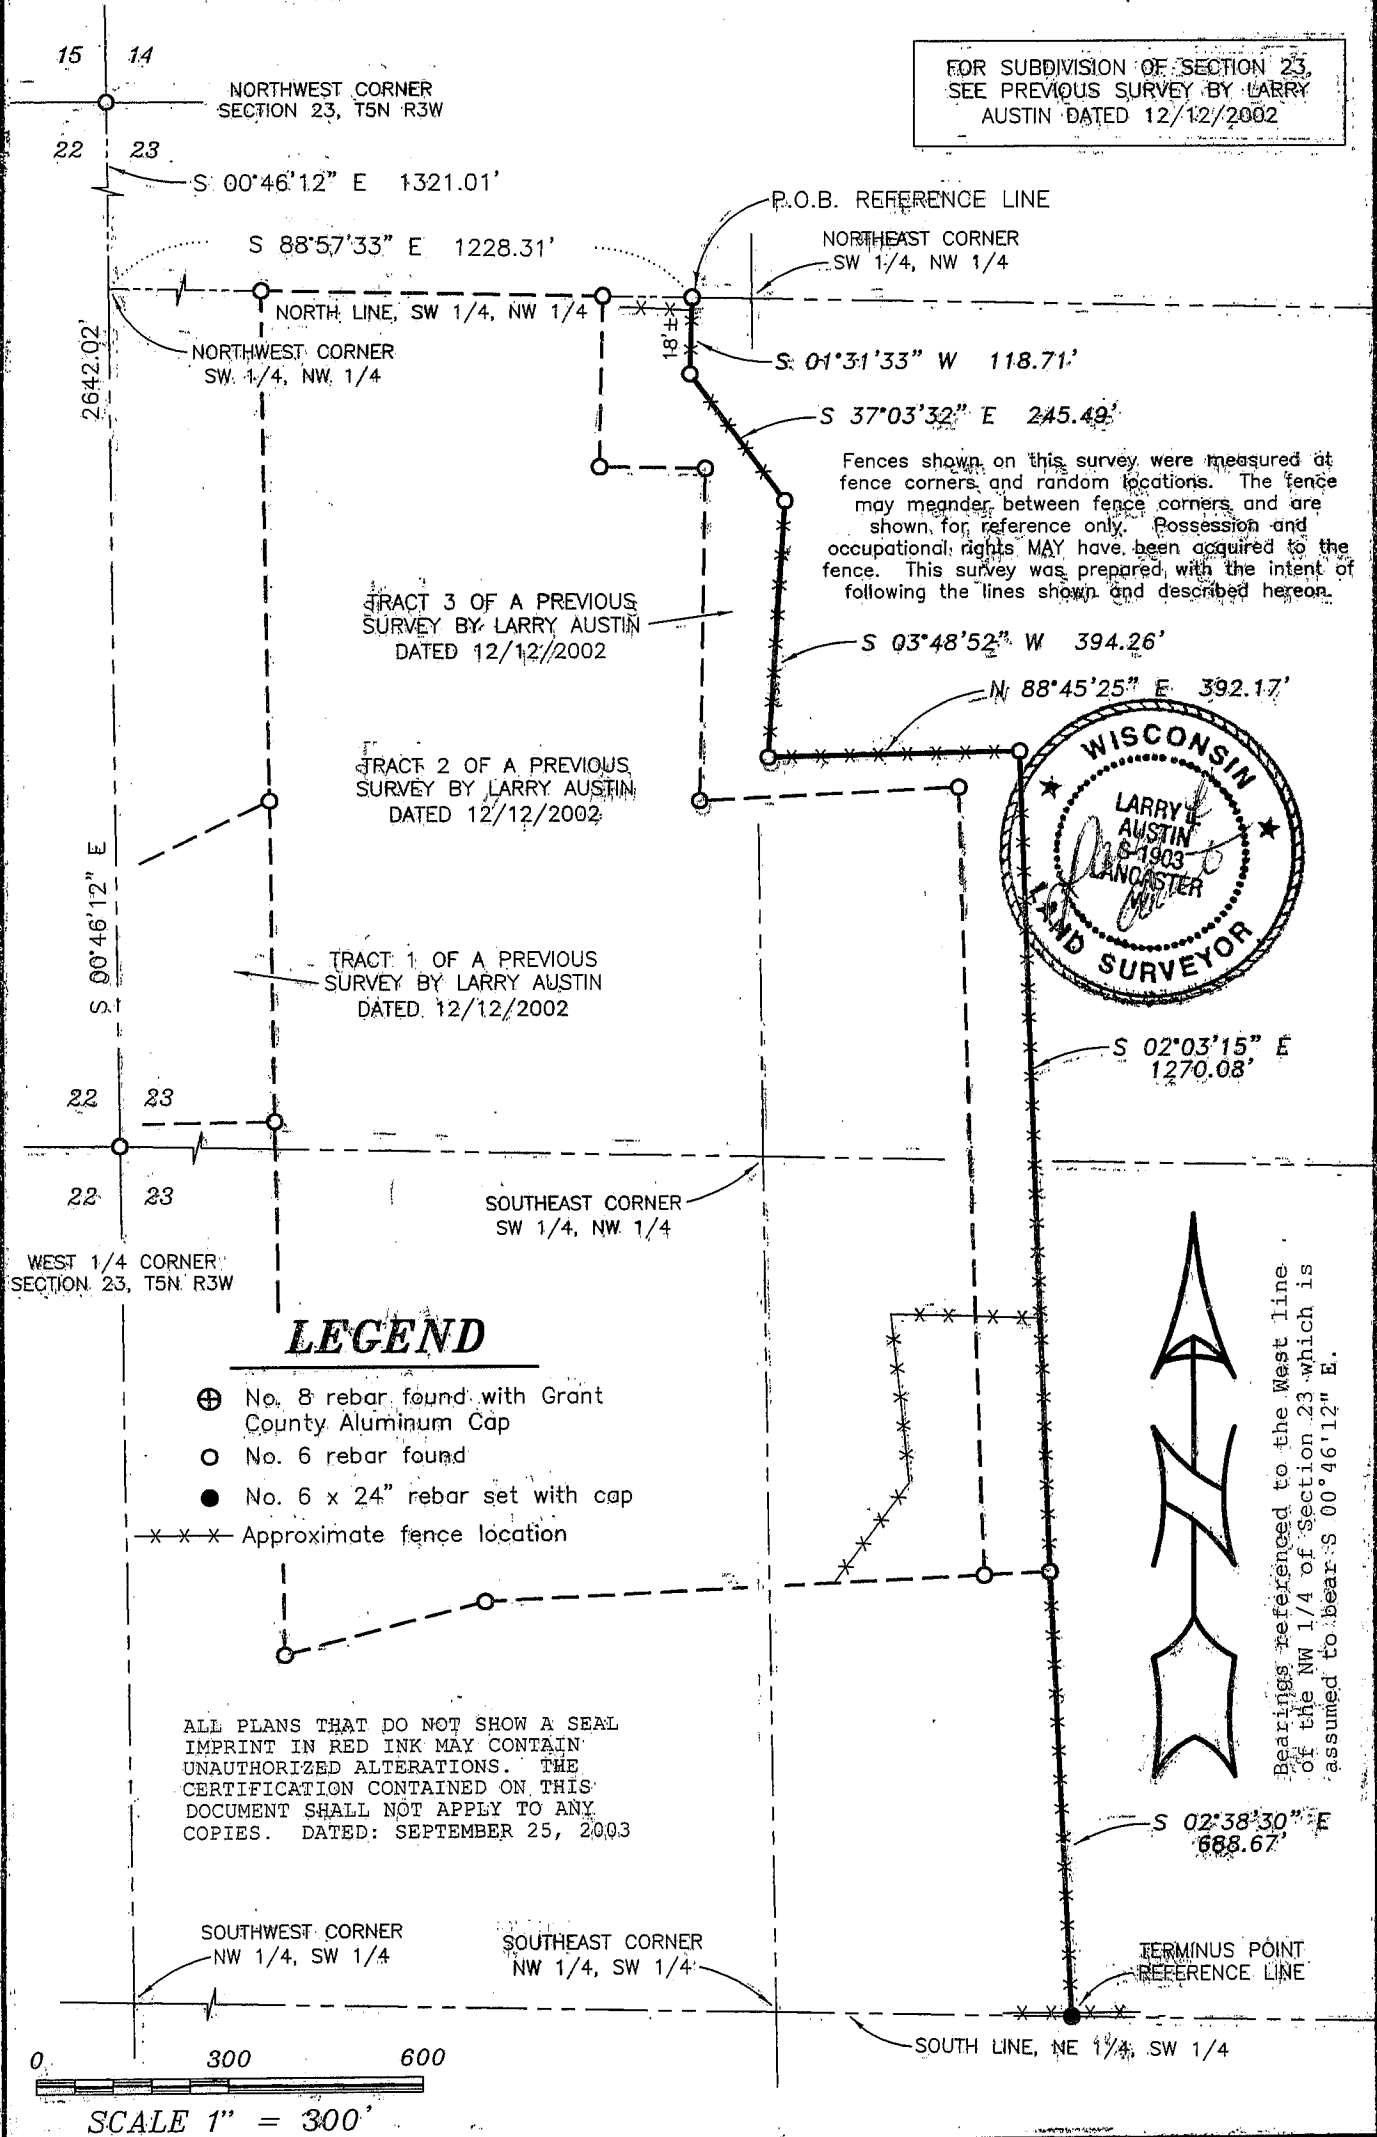 15 14
NORTHWEST CORNER
SECTION 23, T5N R3W
22 23
S 00°46'12" E 1321.01'
FOR SUBDIVISION OF SECTION 23,
SEE PREVIOUS SURVEY BY LARRY
AUSTIN DATED 12/12/2002
P.O.B. REFERENCE LINE
S 88°57'33" E 1228.31'
NORTHEAST CORNER
SW 1/4, NW 1/4
NORTH LINE, SW 1/4, NW 1/4
NORTHWEST CORNER
SW 1/4, NW 1/4
2642.02'
18'±
S 01°31'33" W 118.71'
S 37°03'32" E 245.49'
Fences shown on this survey were measured at
fence corners and random locations. The fence
may meander between fence corners and are
shown for reference only. Possession and
occupational rights MAY have been acquired to the
fence. This survey was prepared with the intent of
following the lines shown and described hereon.
TRACT 3 OF A PREVIOUS
SURVEY BY LARRY AUSTIN
DATED 12/12/2002
S 03°48'52" W 394.26'
N 88°45'25" E 392.17'
TRACT 2 OF A PREVIOUS
SURVEY BY LARRY AUSTIN
DATED 12/12/2002
WISCONSIN
LARRY L
AUSTIN
S-1903
LANCASTER
LAND SURVEYOR
S 00°46'12" E
TRACT 1 OF A PREVIOUS
SURVEY BY LARRY AUSTIN
DATED 12/12/2002
S 02°03'15" E
1270.08'
22 23
22 23
SOUTHEAST CORNER
SW 1/4, NW 1/4
WEST 1/4 CORNER
SECTION 23, T5N R3W
LEGEND
No. 8 rebar found with Grant
County Aluminum Cap
No. 6 rebar found
No. 6 x 24" rebar set with cap
Approximate fence location
N
Bearings referenced to the West line
of the NW 1/4 of Section 23 which is
assumed to bear S 00°46'12" E.
ALL PLANS THAT DO NOT SHOW A SEAL
IMPRINT IN RED INK MAY CONTAIN
UNAUTHORIZED ALTERATIONS. THE
CERTIFICATION CONTAINED ON THIS
DOCUMENT SHALL NOT APPLY TO ANY
COPIES. DATED: SEPTEMBER 25, 2003
S 02°38'30" E
688.67'
SOUTHWEST CORNER
NW 1/4, SW 1/4
SOUTHEAST CORNER
NW 1/4, SW 1/4
TERMINUS POINT
REFERENCE LINE
SOUTH LINE, NE 1/4, SW 1/4
0 300 600
SCALE 1" = 300'